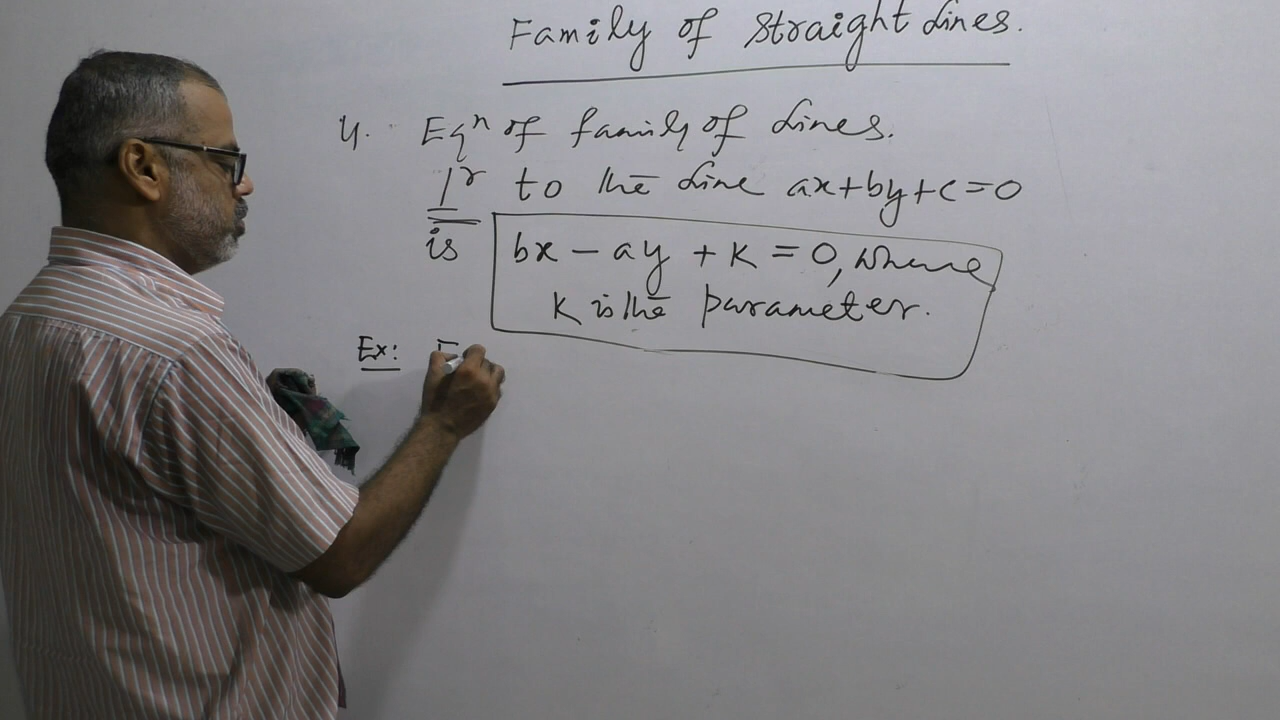 Family of Straight Lines.
4. Eqⁿ of family of Lines.
⊥ʳ to the Line ax+by+c=0
is bx - ay + K = 0, where
K is the parameter.
Ex: F